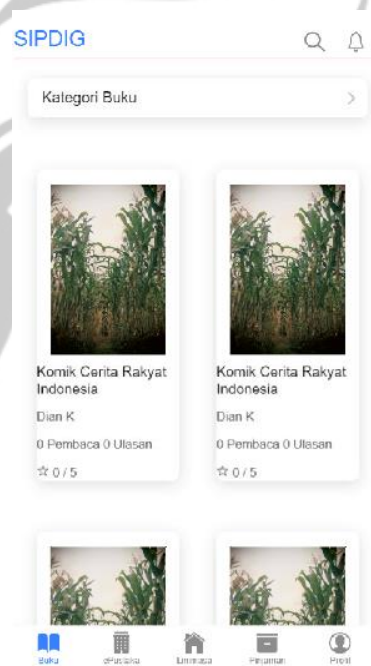 SIPDIG
Kategori Buku
Komik Cerita Rakyat
Indonesia
Dian K
0 Pembaca 0 Ulasan
0 / 5
Komik Cerita Rakyat
Indonesia
Dian K
0 Pembaca 0 Ulasan
0 / 5
Buku
ePustaka
Pinjaman
Profil